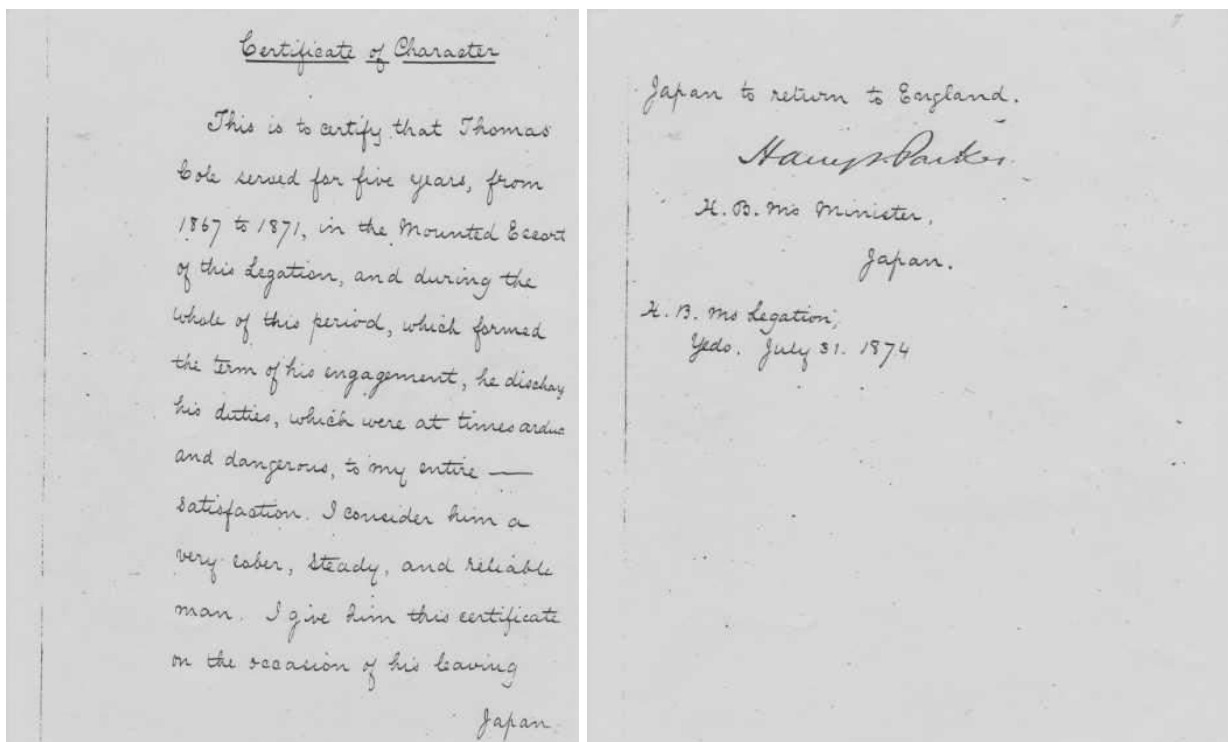 Certificate of Character
This is to certify that Thomas
Cole served for five years, from
1867 to 1871, in the Mounted Escort
of this Legation, and during the
whole of this period, which formed
the term of his engagement, he discharg
his duties, which were at times arduo
and dangerous, to my entire —
satisfaction. I consider him a
very sober, steady, and reliable
man. I give him this certificate
on the occasion of his leaving
Japan
Japan to return to England.
Harry S. Parkes
H. B. Ms Minister,
Japan.
H. B. Ms Legation,
Yedo. July 31. 1874